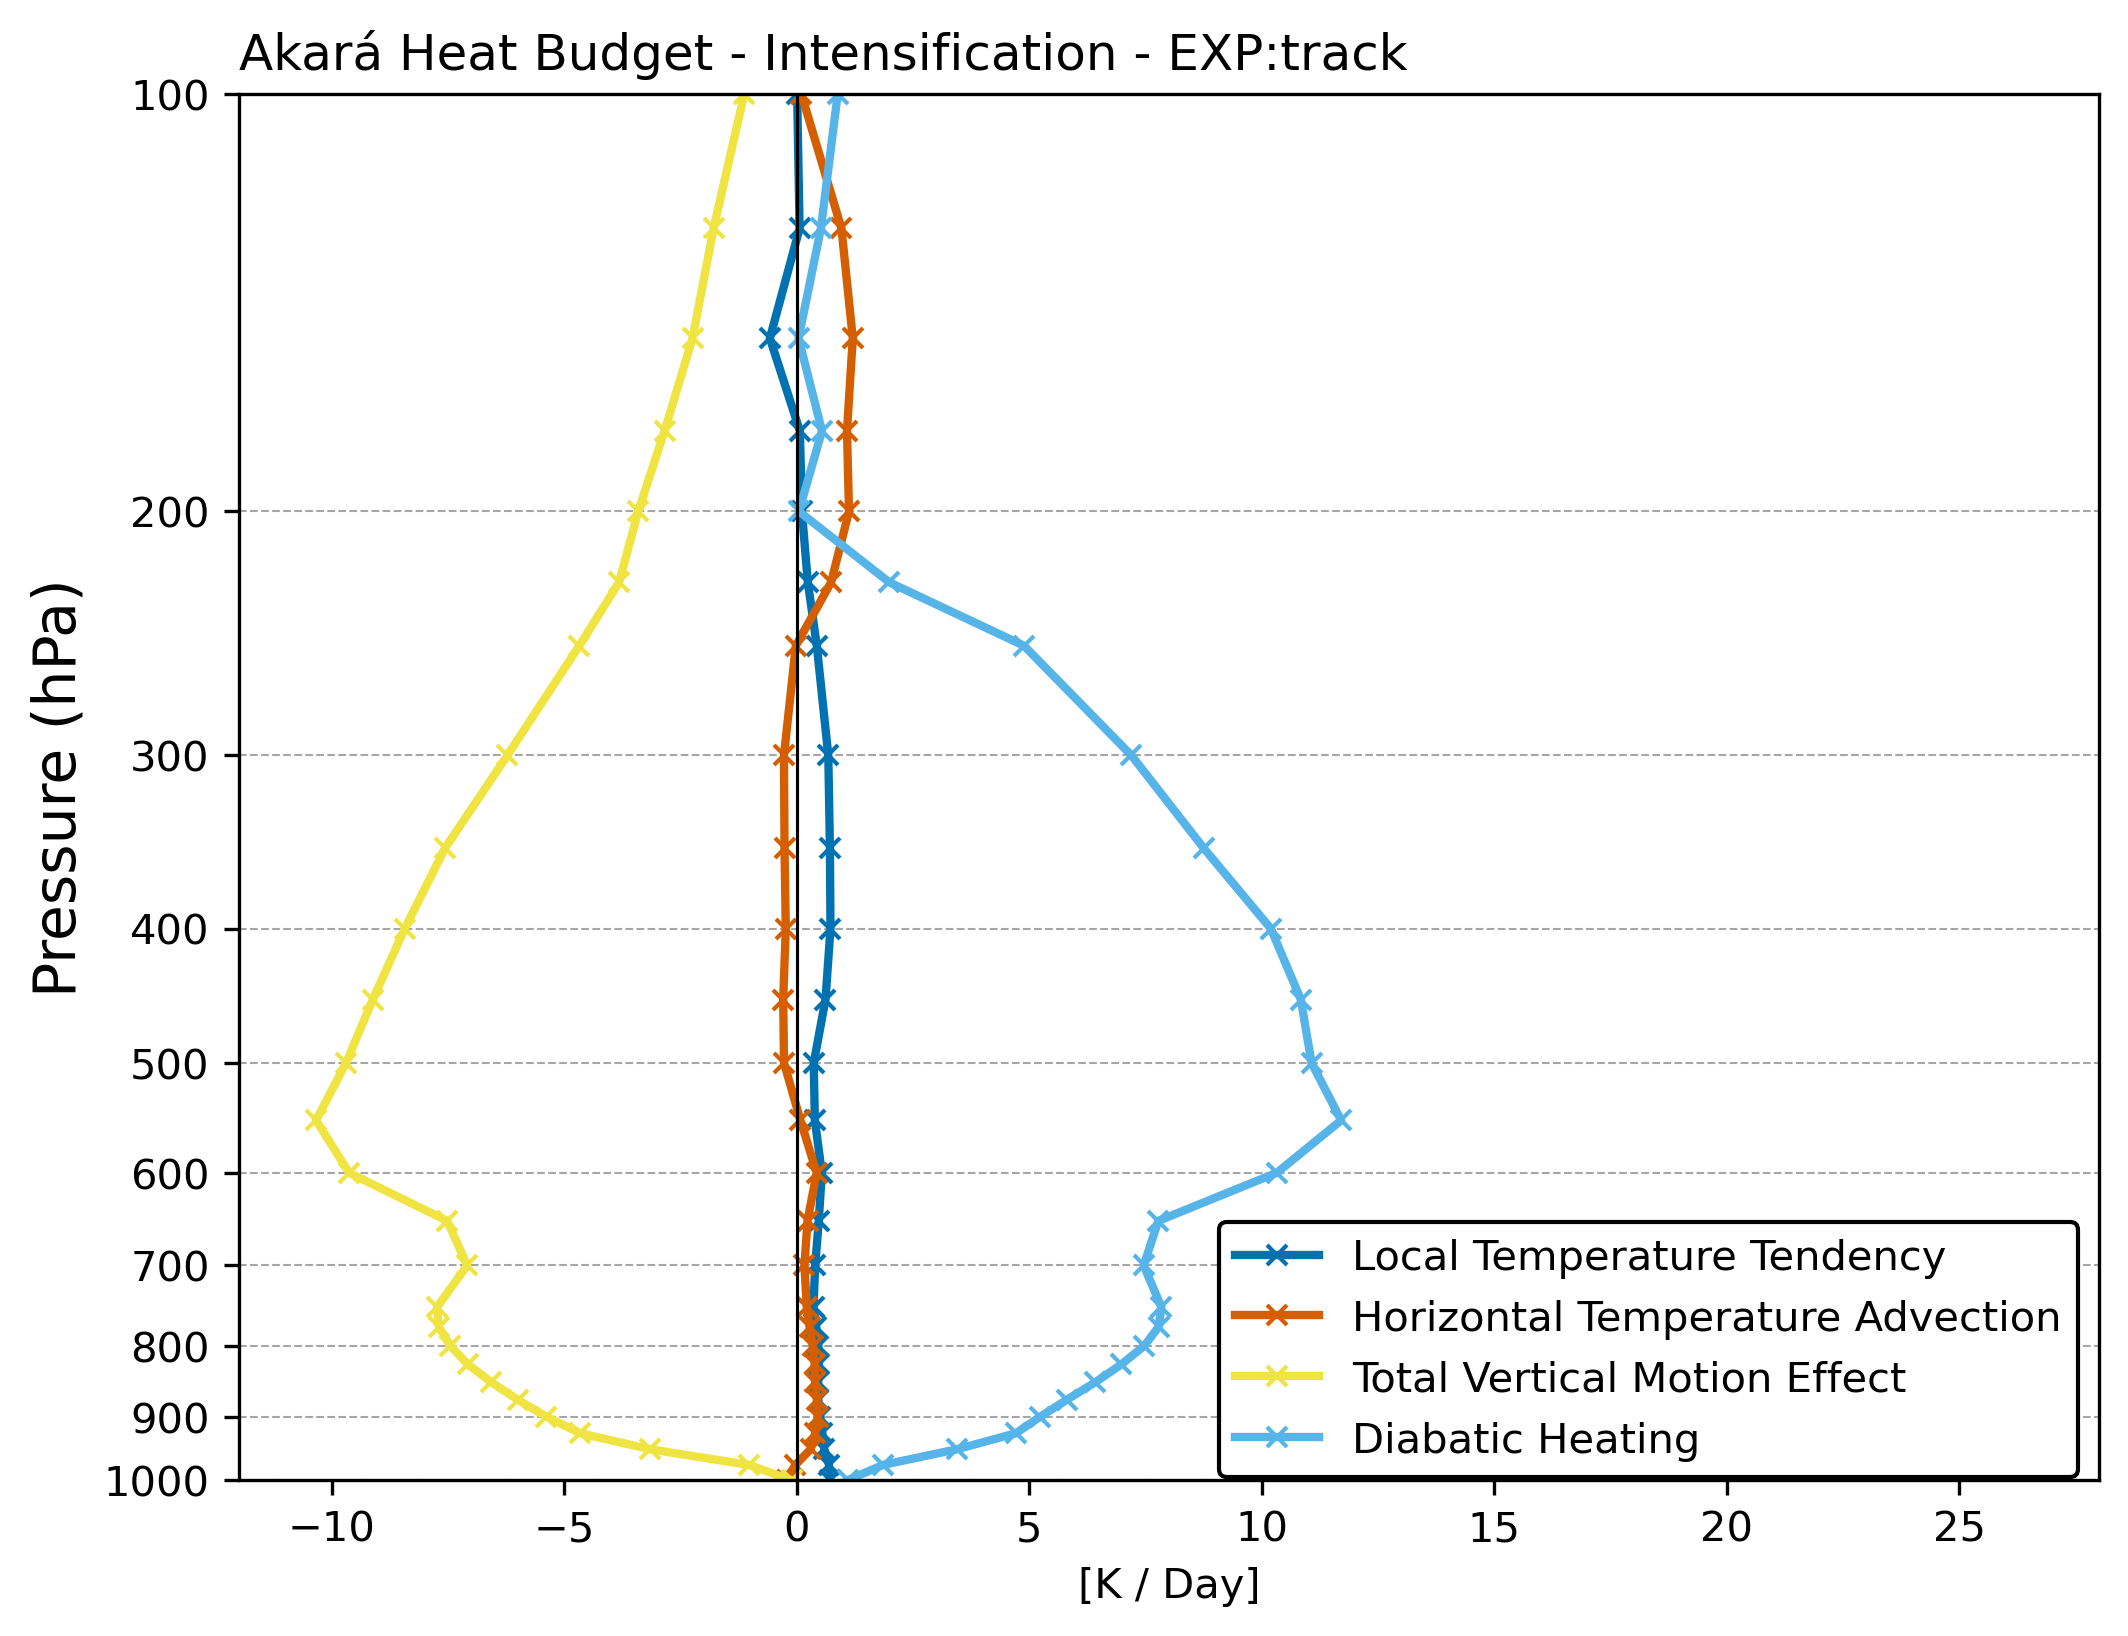 Akará Heat Budget - Intensification - EXP:track
Pressure (hPa)
100
200
300
400
500
600
700
800
900
1000
−10 −5 0 5 10 15 20 25
[K / Day]
Local Temperature Tendency
Horizontal Temperature Advection
Total Vertical Motion Effect
Diabatic Heating